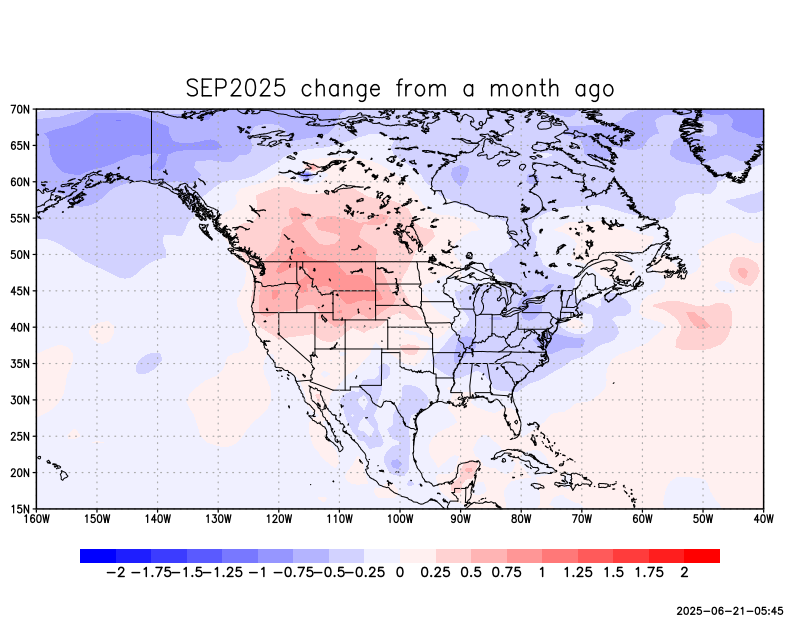 SEP2025 change from a month ago
70N
65N
60N
55N
50N
45N
40N
35N
30N
25N
20N
15N
160W 150W 140W 130W 120W 110W 100W 90W 80W 70W 60W 50W 40W
−2 −1.75 −1.5 −1.25 −1 −0.75 −0.5 −0.25 0 0.25 0.5 0.75 1 1.25 1.5 1.75 2
2025-06-21-05:45